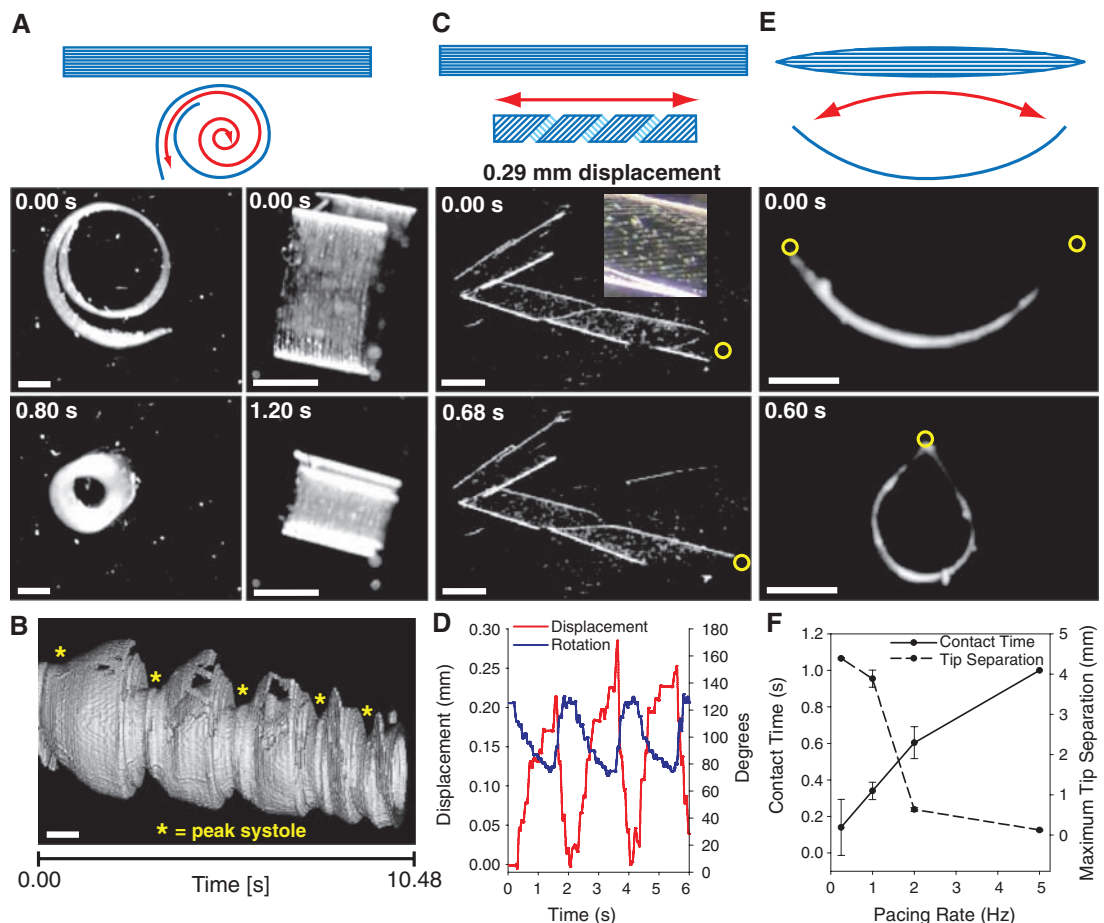 A
C
E
0.29 mm displacement
0.00 s
0.00 s
0.00 s
0.00 s
0.80 s
1.20 s
0.68 s
0.60 s
B
* * * * *
* = peak systole
0.00
Time [s]
10.48
D
Displacement
Rotation
0.30
0.25
0.20
0.15
0.10
0.05
0.00
Displacement (mm)
180
160
140
120
100
80
60
40
20
0
Degrees
0 1 2 3 4 5 6
Time (s)
F
Contact Time
Tip Separation
1.2
1.0
0.8
0.6
0.4
0.2
0.0
Contact Time (s)
5
4
3
2
1
0
Maximum Tip Separation (mm)
0 1 2 3 4 5
Pacing Rate (Hz)